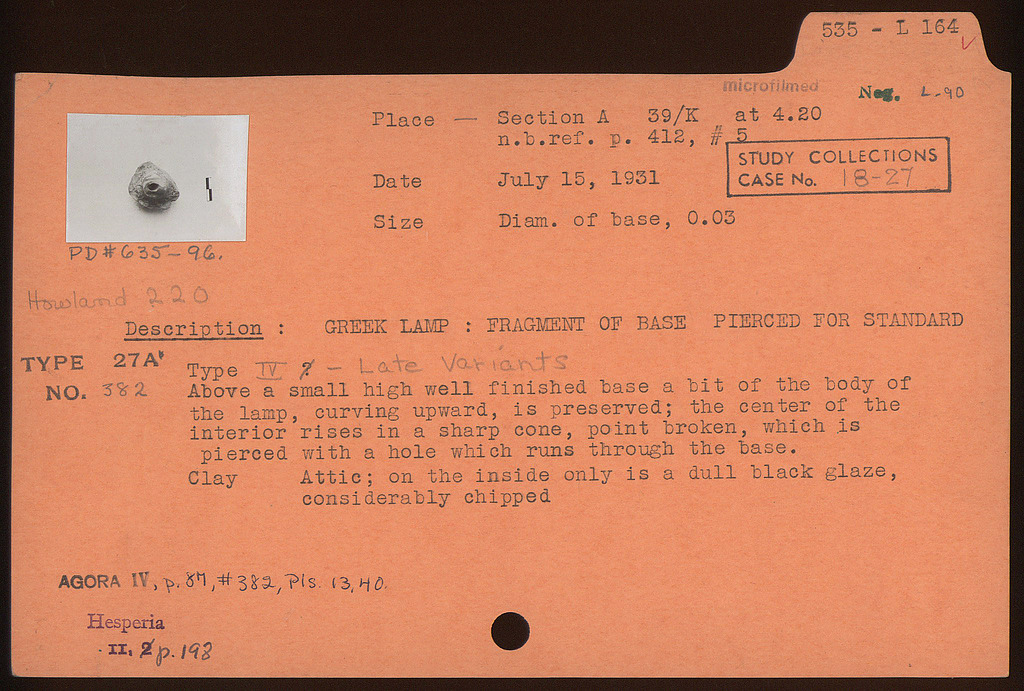 535 - L 164
microfilmed
Neg. L-90
Place — Section A 39/K at 4.20
n.b.ref. p. 412, # 5
STUDY COLLECTIONS
CASE No. 18-27
Date July 15, 1931
Size Diam. of base, 0.03
PD#635-96.
Howland 220
Description : GREEK LAMP : FRAGMENT OF BASE PIERCED FOR STANDARD
TYPE 27A'
NO. 382
Type IV ? - Late Variants
Above a small high well finished base a bit of the body of
the lamp, curving upward, is preserved; the center of the
interior rises in a sharp cone, point broken, which is
pierced with a hole which runs through the base.
Clay Attic; on the inside only is a dull black glaze,
considerably chipped
AGORA IV, p. 87, #382, Pls. 13, 40.
Hesperia
II. 2 p. 198